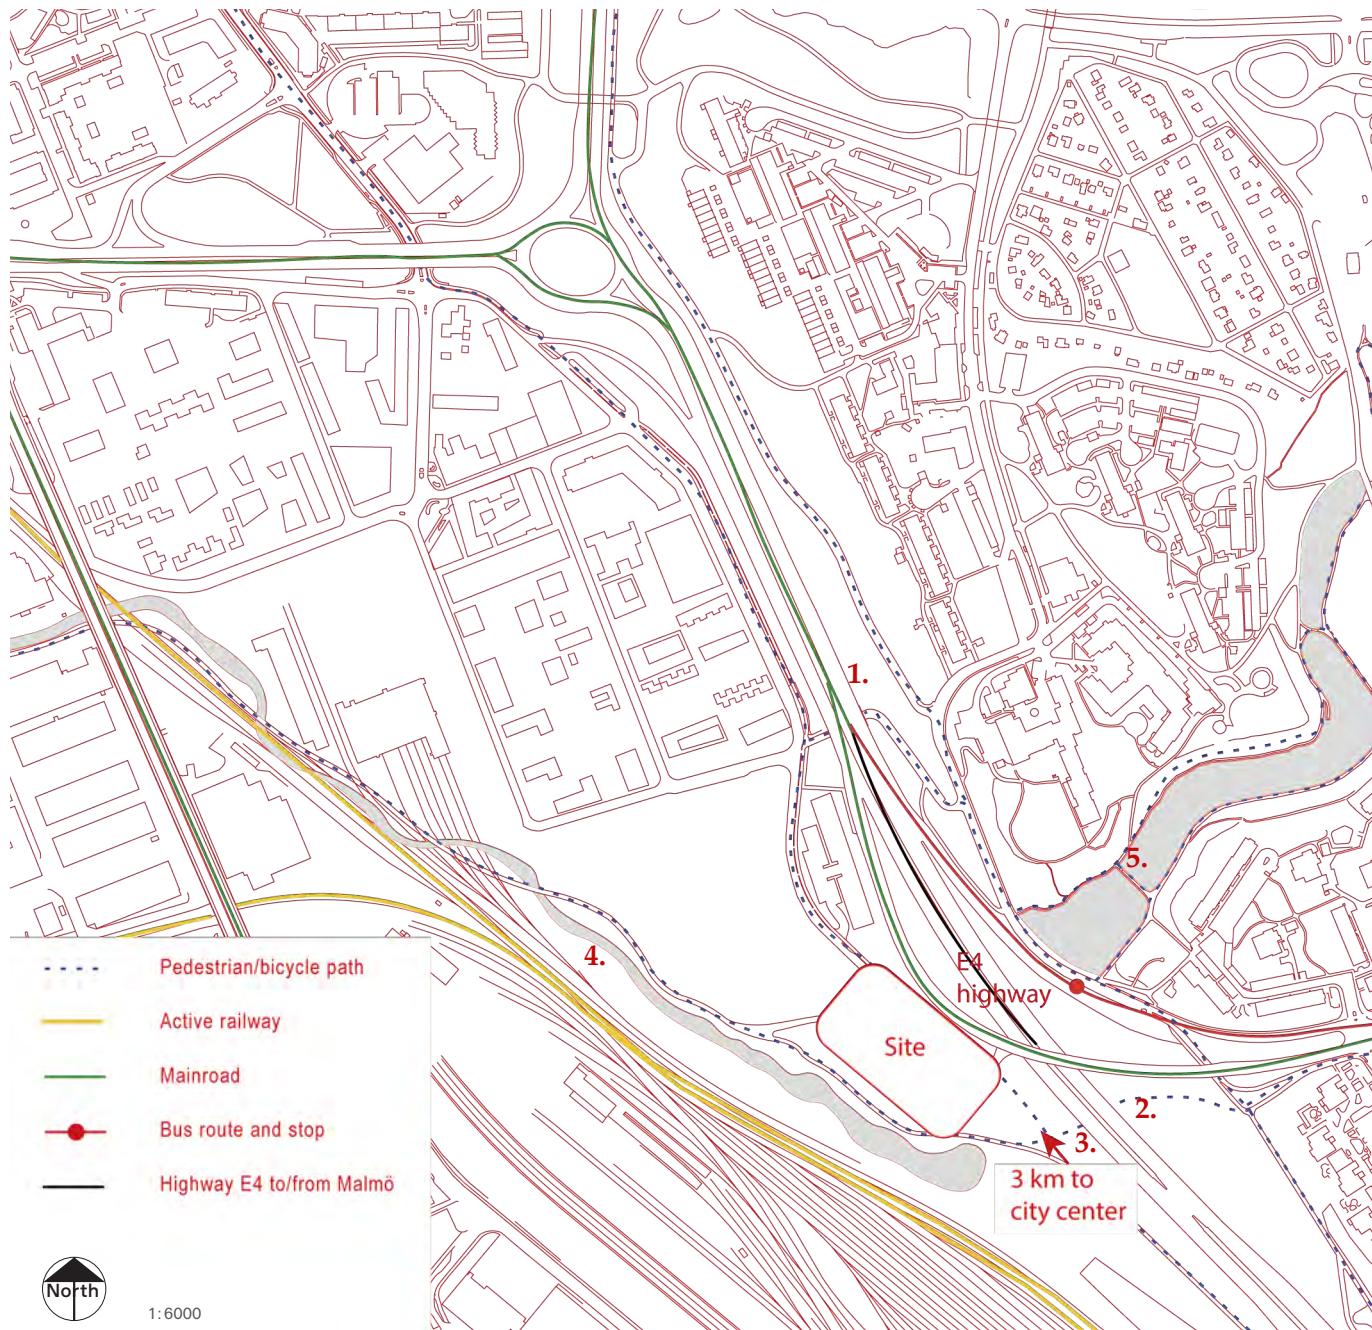 1.
5.
4.
E4
highway
Site
2.
3.
3 km to
city center
Pedestrian/bicycle path
Active railway
Mainroad
Bus route and stop
Highway E4 to/from Malmö
North
1:6000